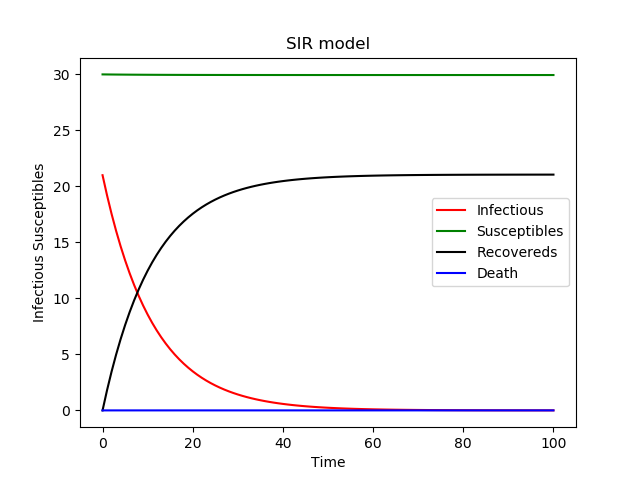 SIR model
Infectious Susceptibles
30
25
20
15
10
5
0
0 20 40 60 80 100
Time
Infectious
Susceptibles
Recovereds
Death